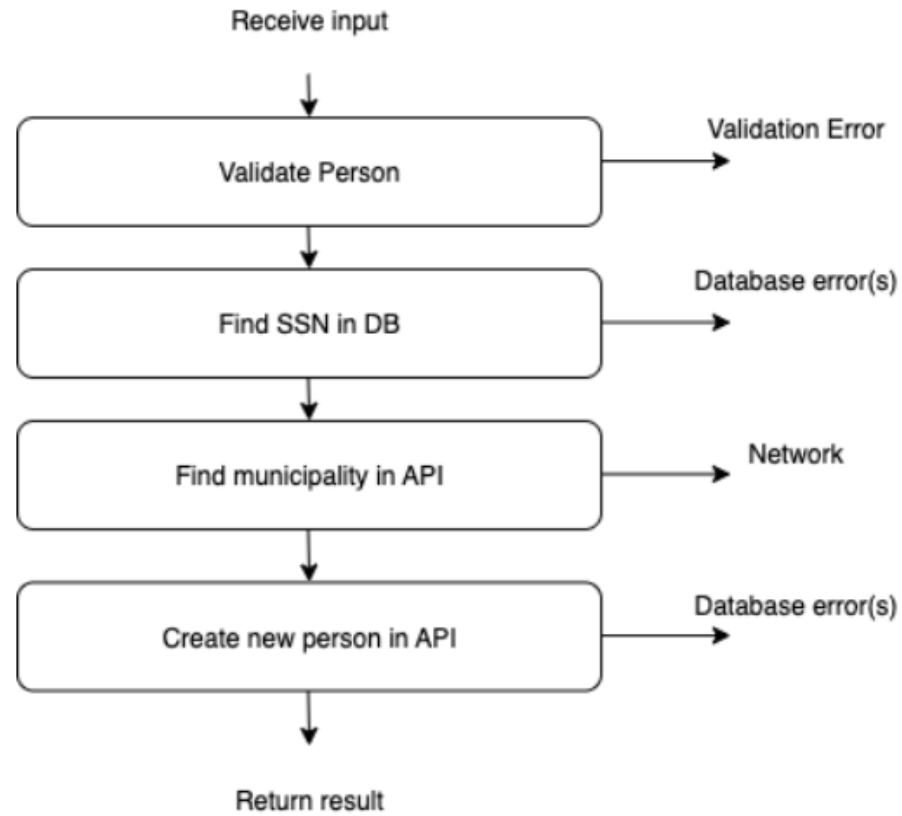 Receive input
Validate Person
Validation Error
Find SSN in DB
Database error(s)
Find municipality in API
Network
Create new person in API
Database error(s)
Return result